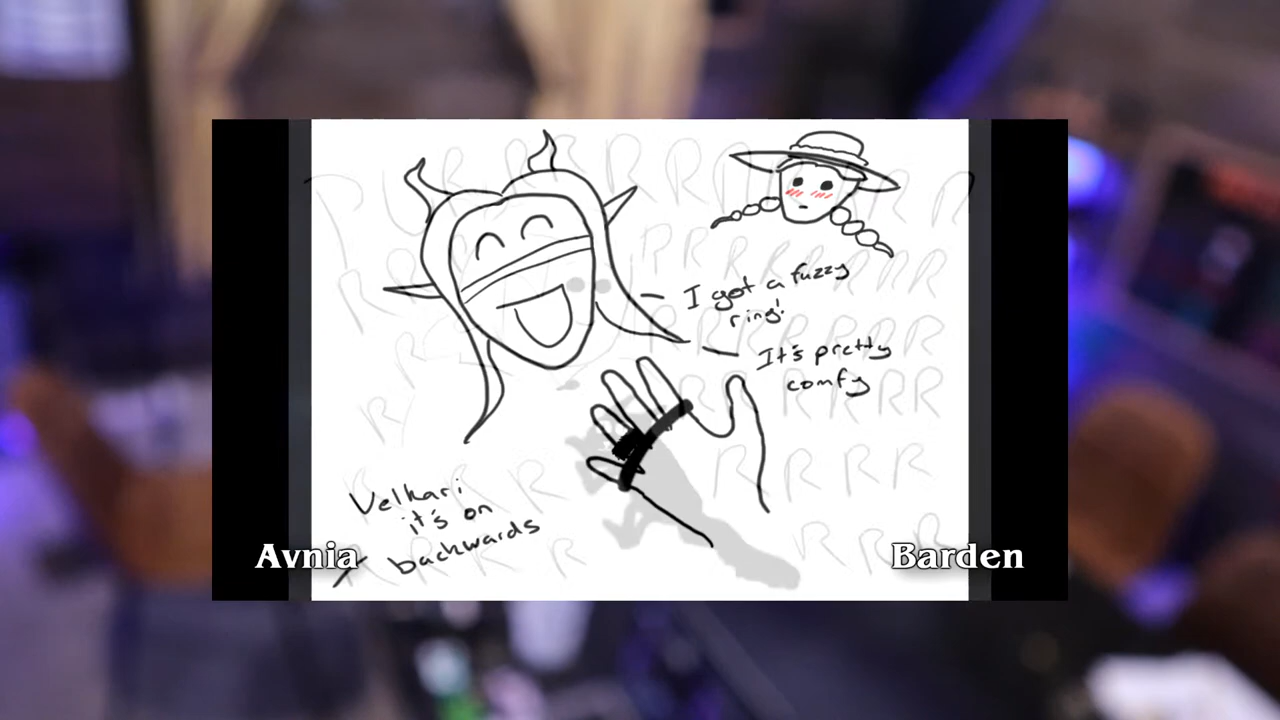 I got a fuzzy
ring!
It's pretty
comfy
Velkari
it's on
backwards
Avnia
Barden